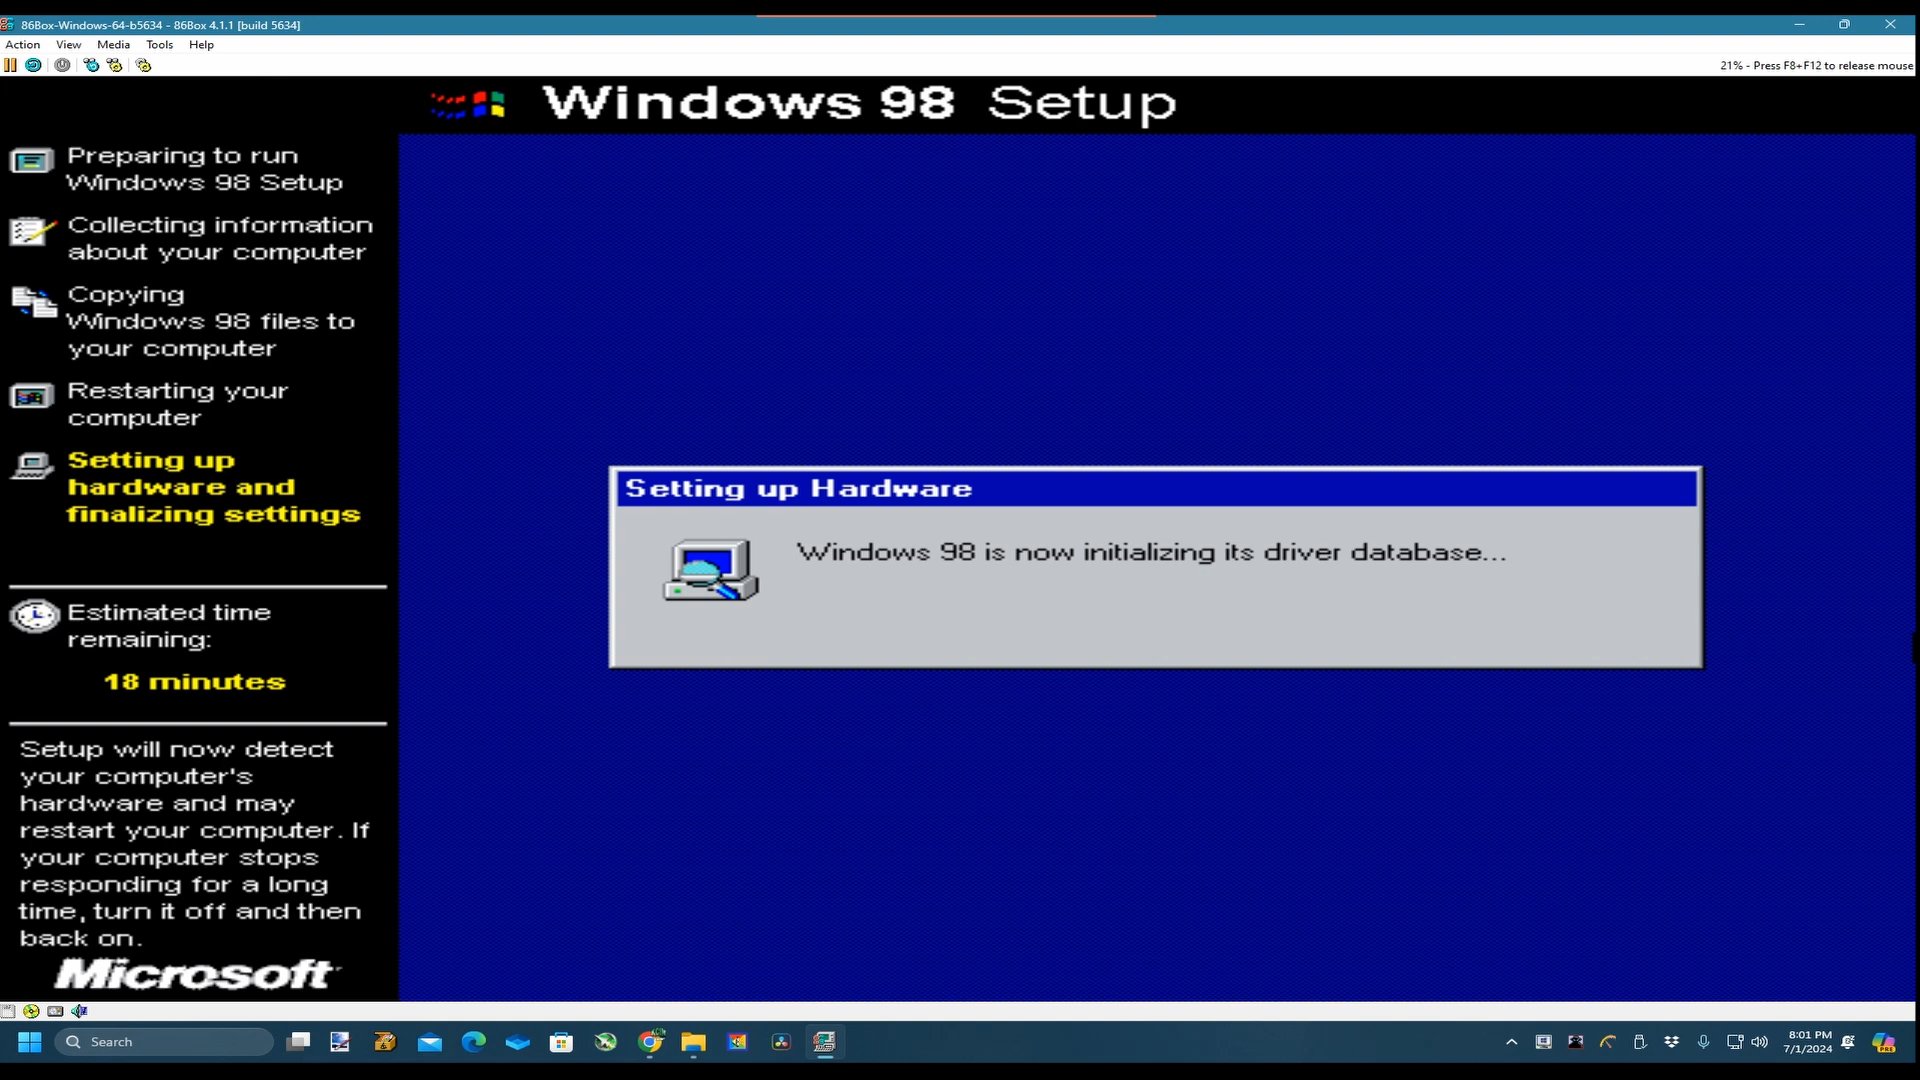 86Box-Windows-64-b5634 - 86Box 4.1.1 [build 5634]
Action View Media Tools Help
21% - Press F8+F12 to release mouse
Windows 98 Setup
Preparing to run
Windows 98 Setup
Collecting information
about your computer
Copying
Windows 98 files to
your computer
Restarting your
computer
Setting up
hardware and
finalizing settings
Setting up Hardware
Windows 98 is now initializing its driver database...
Estimated time
remaining:
18 minutes
Setup will now detect
your computer's
hardware and may
restart your computer. If
your computer stops
responding for a long
time, turn it off and then
back on.
Microsoft
Search
8:01 PM
7/1/2024
PRE